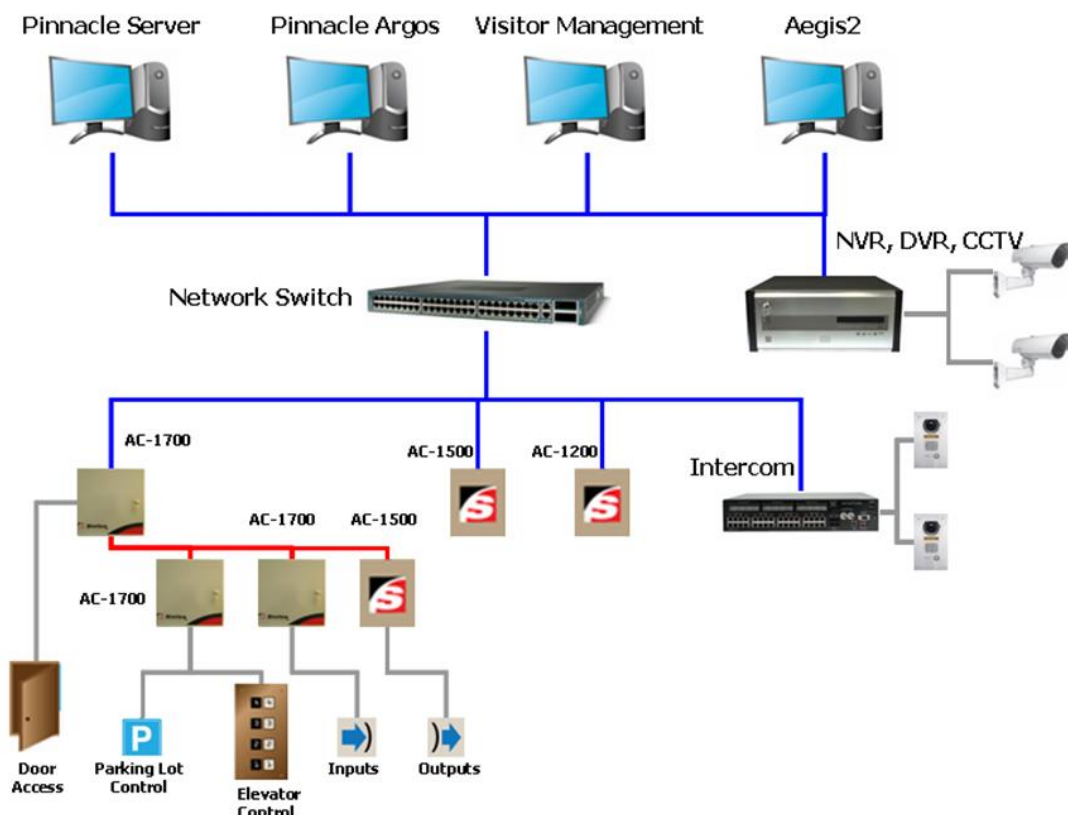 Pinnacle Server
Pinnacle Argos
Visitor Management
Aegis2
NVR, DVR, CCTV
Network Switch
AC-1700
AC-1500
AC-1200
Intercom
AC-1700
AC-1500
AC-1700
S
S
S
P
Door
Access
Parking Lot
Control
Elevator
Control
Inputs
Outputs